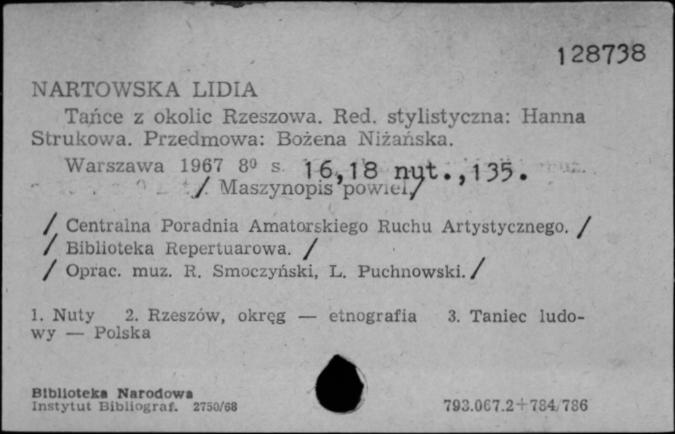 128738
NARTOWSKA LIDIA
Tańce z okolic Rzeszowa. Red. stylistyczna: Hanna
Strukowa. Przedmowa: Bożena Niżańska.
Warszawa 1967 8⁰ s. 16,18 nut., 135.
/. Maszynopis powiel/
/ Centralna Poradnia Amatorskiego Ruchu Artystycznego. /
/ Biblioteka Repertuarowa. /
/ Oprac. muz. R. Smoczyński, L. Puchnowski. /
1. Nuty 2. Rzeszów, okręg — etnografia 3. Taniec ludo-
wy — Polska
Biblioteka Narodowa
Instytut Bibliograf. 2750/68
793.067.2+784/786